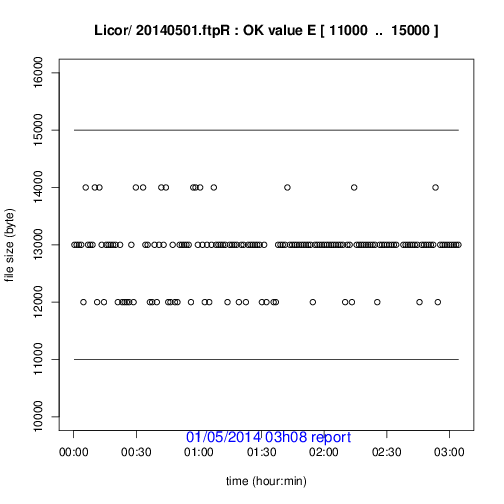 Licor/ 20140501.ftpR : OK value E [ 11000 .. 15000 ]
file size (byte)
16000
15000
14000
13000
12000
11000
10000
01/05/2014 03h08 report
00:00 00:30 01:00 01:30 02:00 02:30 03:00
time (hour:min)